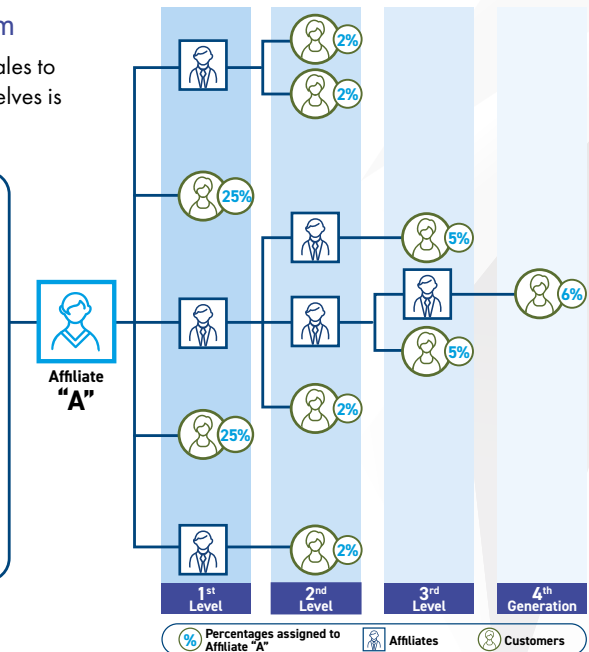 m
ales to
elves is
2%
2%
25%
5%
6%
5%
Affiliate
“A”
2%
25%
2%
1st
Level
2nd
Level
3rd
Level
4th
Generation
% Percentages assigned to
Affiliate “A”
Affiliates
Customers